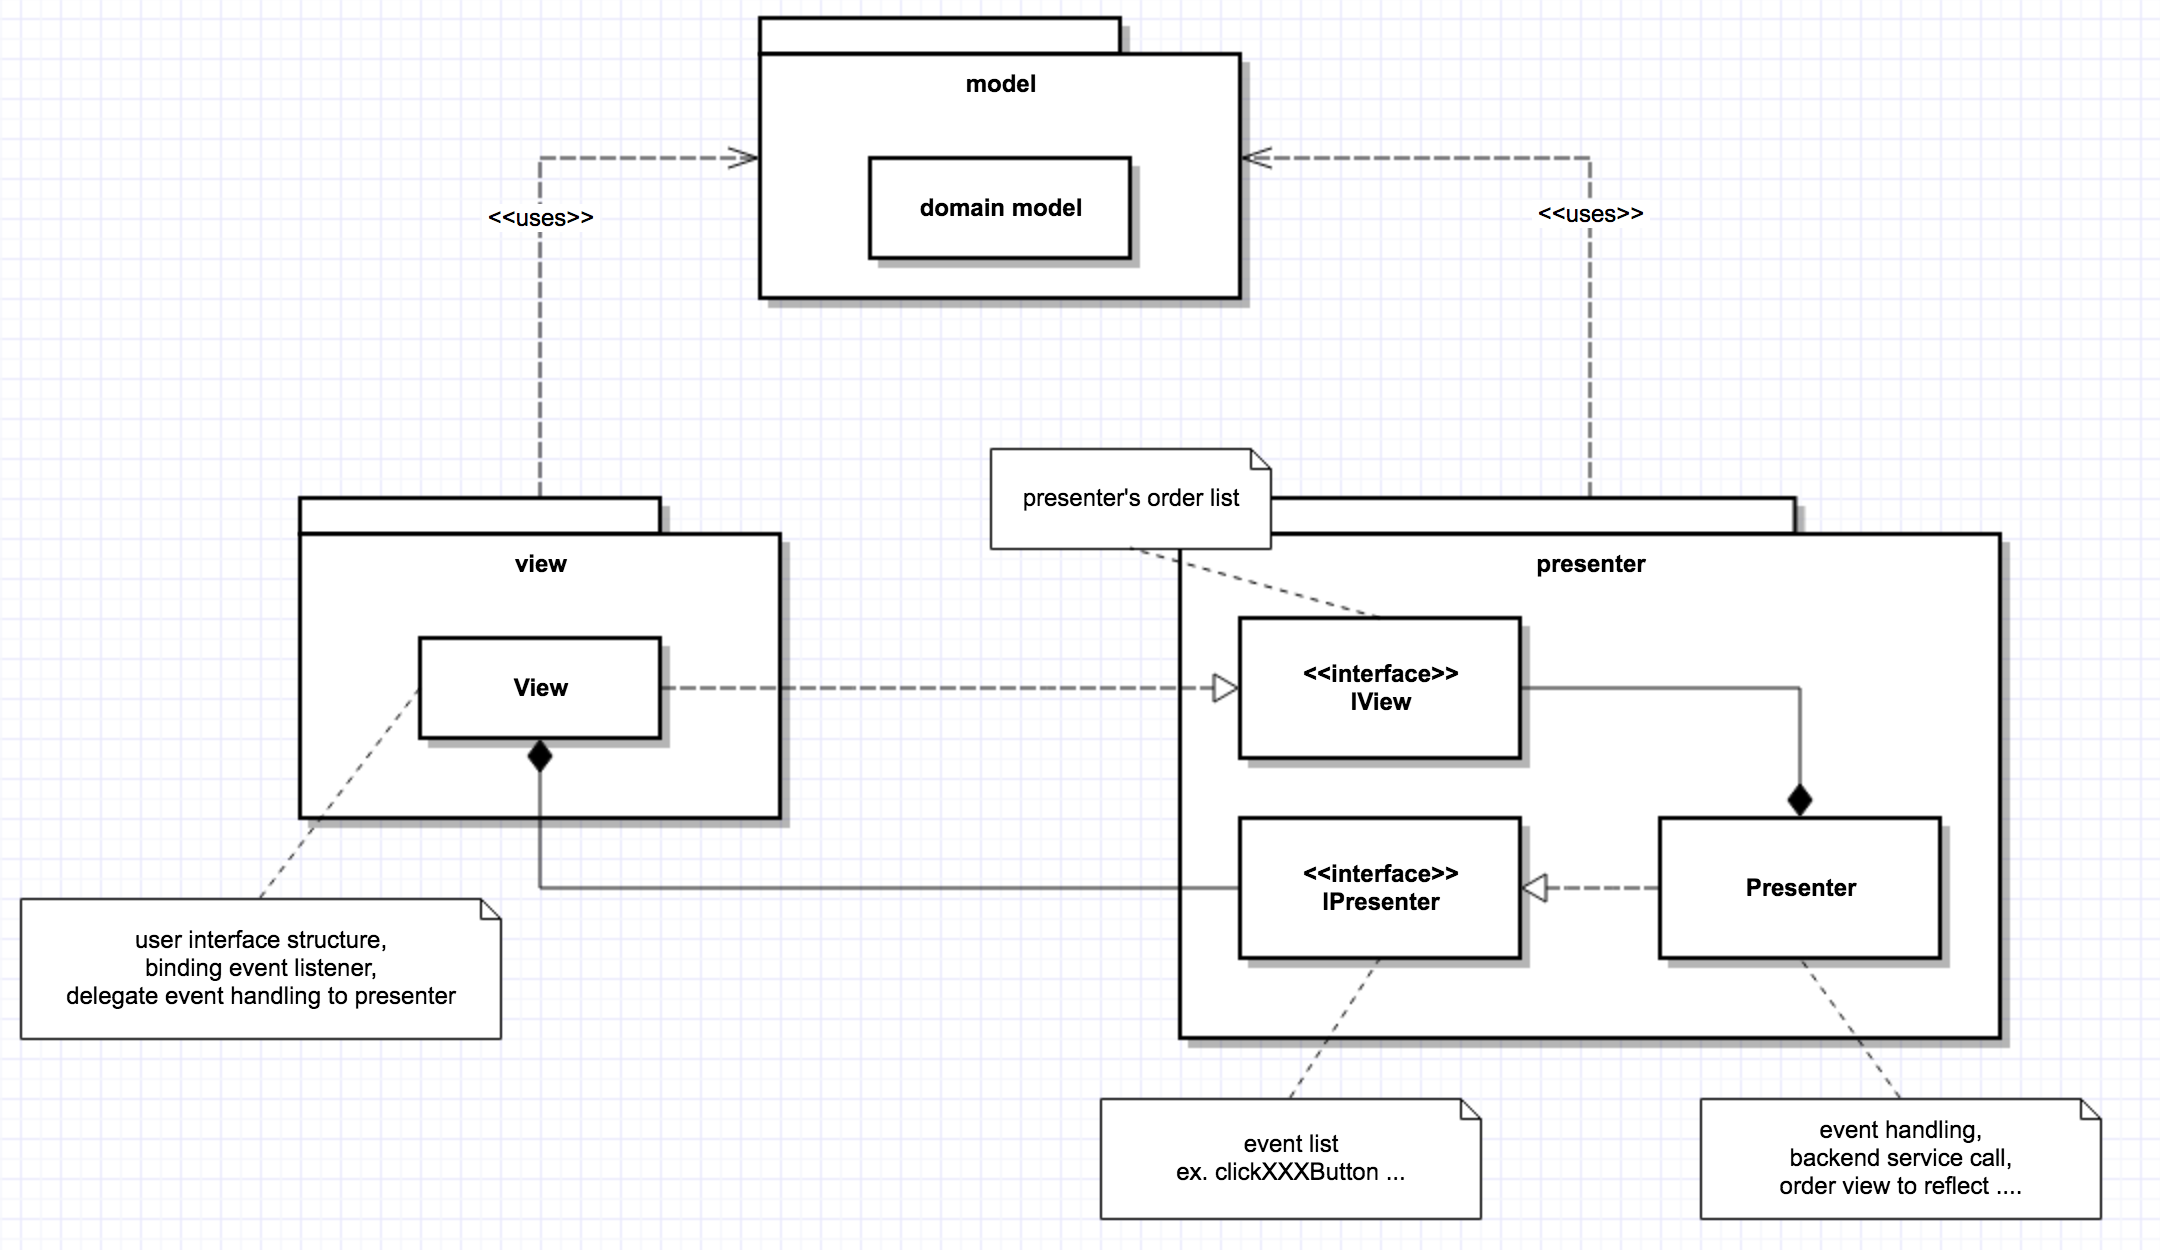 model
domain model
<<uses>>
<<uses>>
presenter's order list
view
presenter
View
<<interface>>
IView
<<interface>>
IPresenter
Presenter
user interface structure,
binding event listener,
delegate event handling to presenter
event list
ex. clickXXXButton ...
event handling,
backend service call,
order view to reflect ....